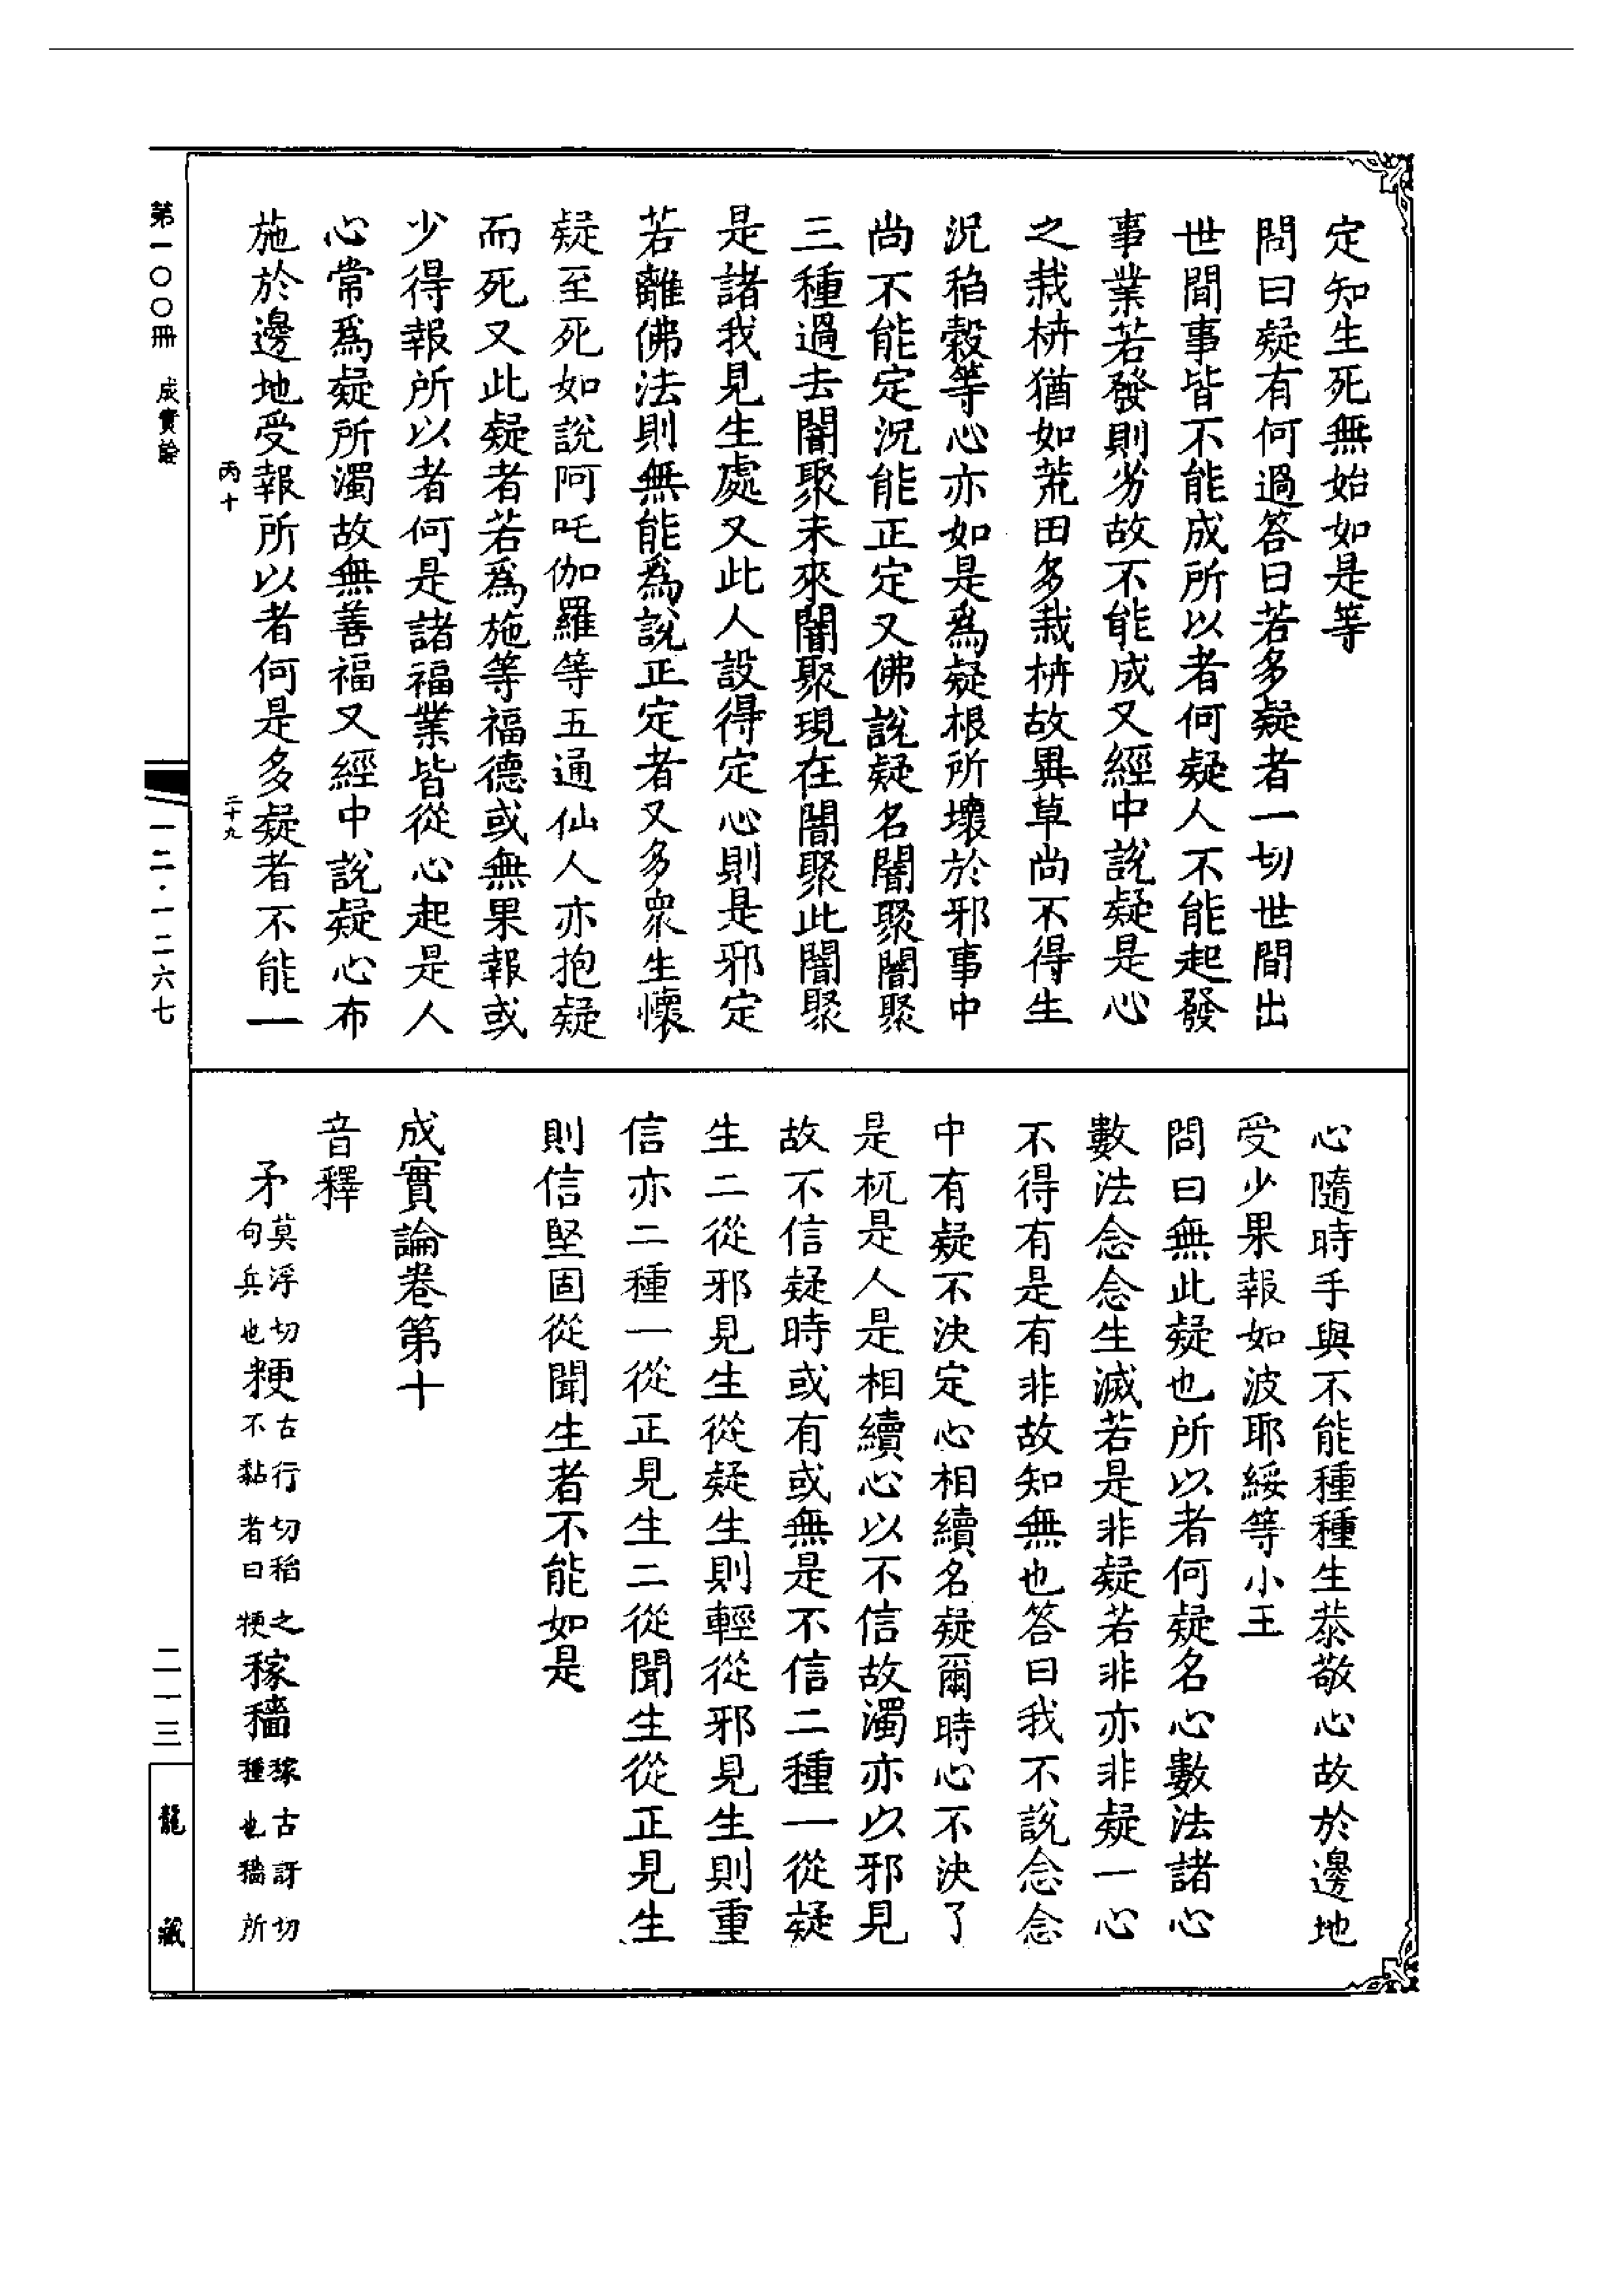 定知生死無始如是等
問曰疑有何過答曰若多疑者一切世間出
世間事皆不能成所以者何疑人不能起發
事業若發則劣故不能成又經中說疑是心
之栽枿猶如荒田多栽枿故異草尚不得生
況稻穀等心亦如是為疑根所壞於邪事中
尚不能定況能正定又佛說疑名闇聚闇聚
三種過去闇聚未來闇聚現在闇聚此闇聚
是諸我見生處又此人設得定心則是邪定
若離佛法則無能為說正定者又多眾生懷
疑至死如說阿吒伽羅等五通仙人亦抱疑
而死又此疑者若為施等福德或無果報或
少得報所以者何是諸福業皆從心起是人
心常為疑所濁故無善福又經中說疑心布
施於邊地受報所以者何是多疑者不能一
丙十
二十九
心隨時手與不能種種生恭敬心故於邊地
受少果報如波耶綏等小王
問曰無此疑也所以者何疑名心數法諸心
數法念念生滅若是非疑若非亦非疑一心
不得有是有非故知無也答曰我不說念念
中有疑不決定心相續名疑爾時心不決了
是杌是人是相續心以不信故濁亦以邪見
故不信疑時或有或無是不信二種一從疑
生二從邪見生從疑生則輕從邪見生則重
信亦二種一從正見生二從聞生從正見生
則信堅固從聞生者不能如是
成實論卷第十
音釋
矛莫浮切句兵也粳古行切稻之不黏者曰粳稼穡稼古訝切種也穡所
第一〇〇冊 成實論
一二·一二六七
二一三
龍藏